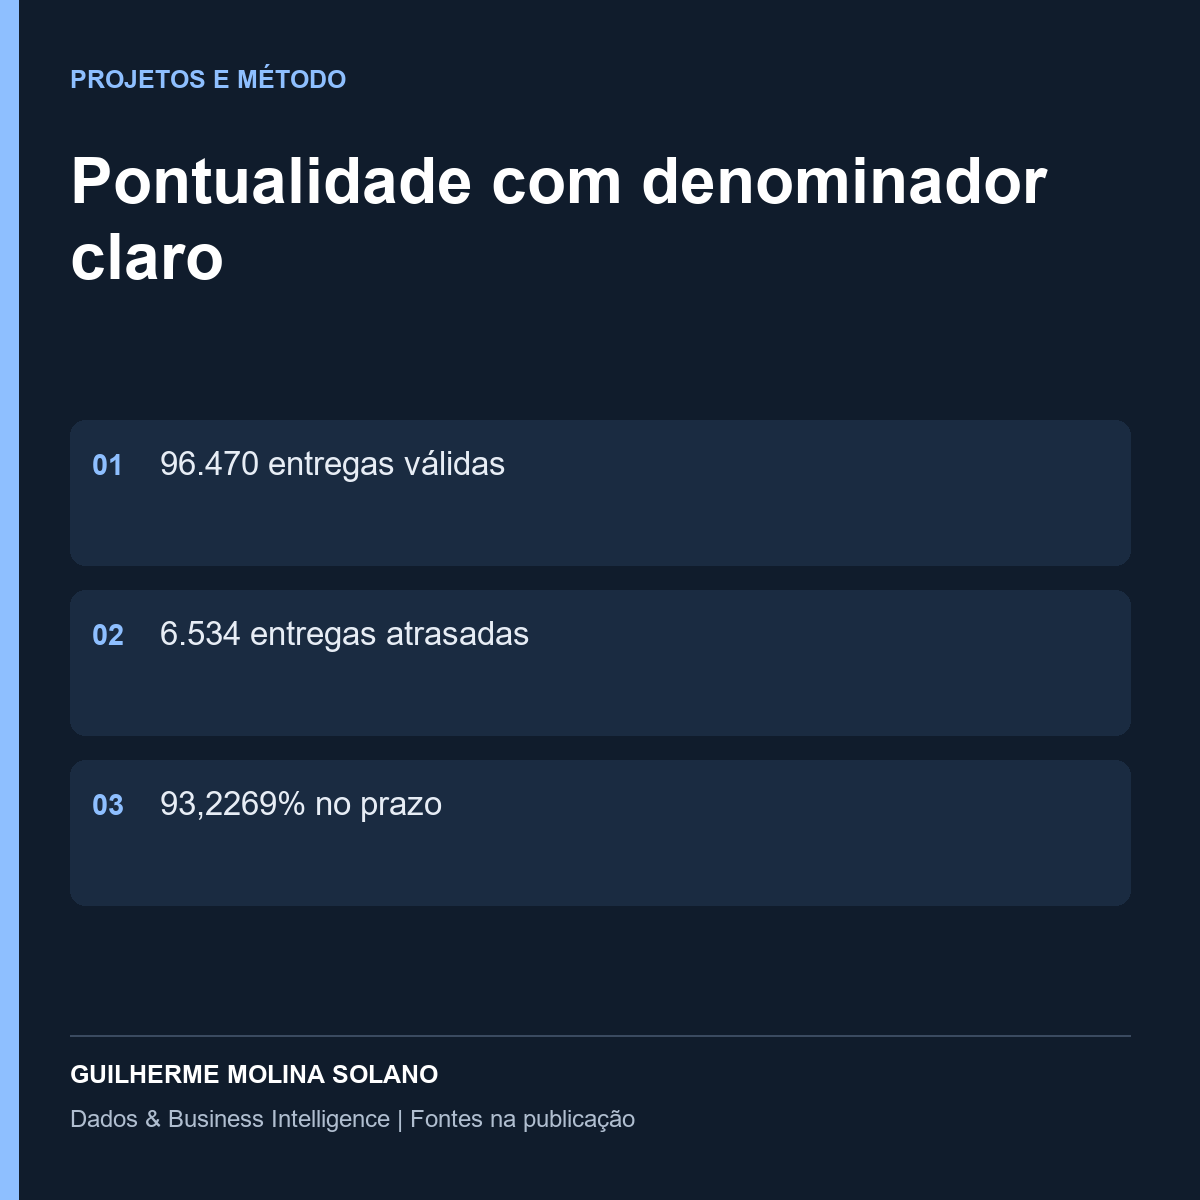 PROJETOS E MÉTODO
Pontualidade com denominador
claro
01 96.470 entregas válidas
02 6.534 entregas atrasadas
03 93,2269% no prazo
GUILHERME MOLINA SOLANO
Dados & Business Intelligence | Fontes na publicação